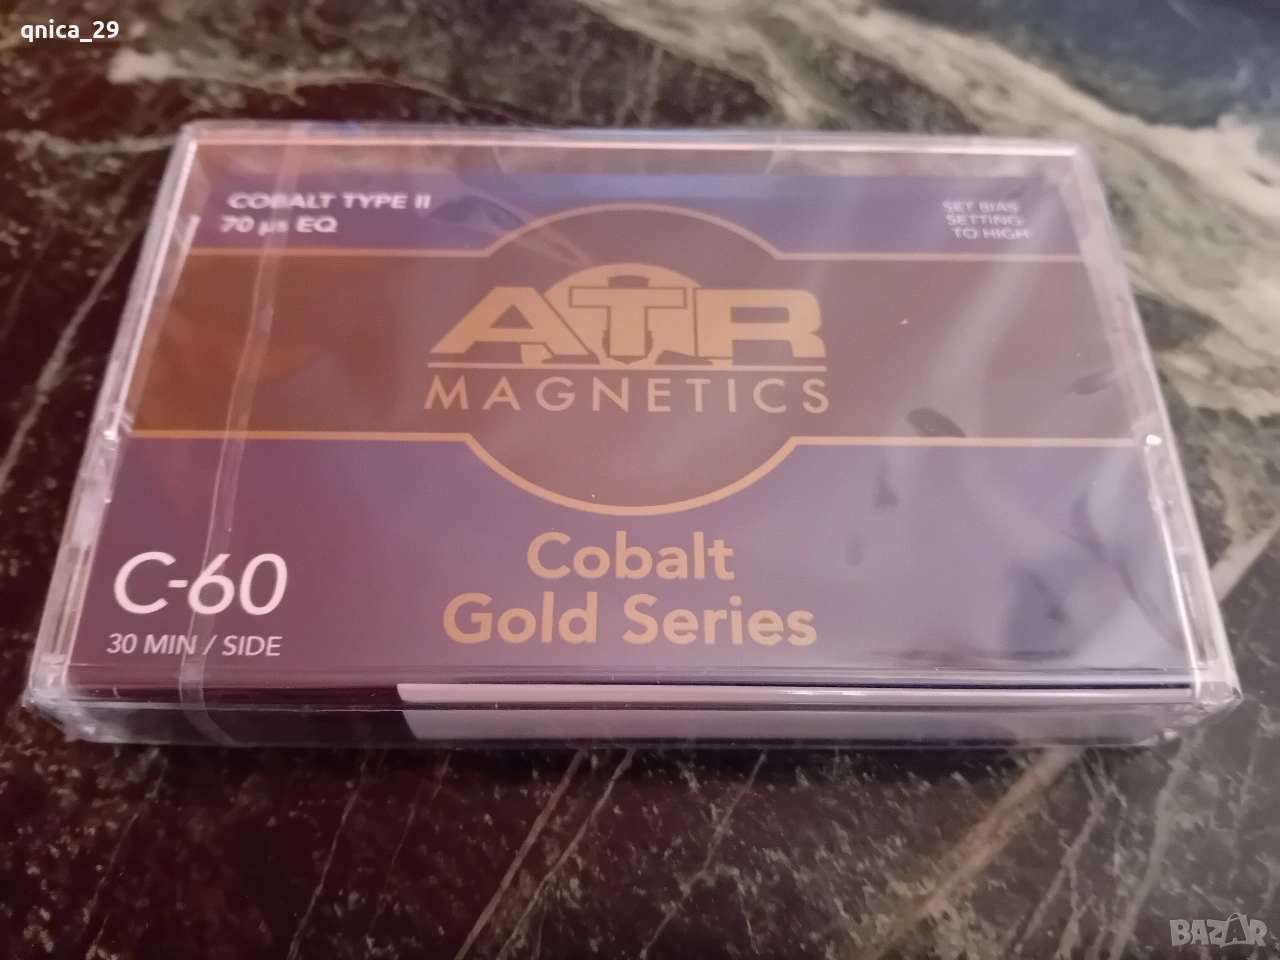 qnica_29
COBALT TYPE II
70 µs EQ
SET BIAS
SETTING
TO HIGH
ATR
MAGNETICS
Cobalt
Gold Series
C-60
30 MIN / SIDE
BAZAR